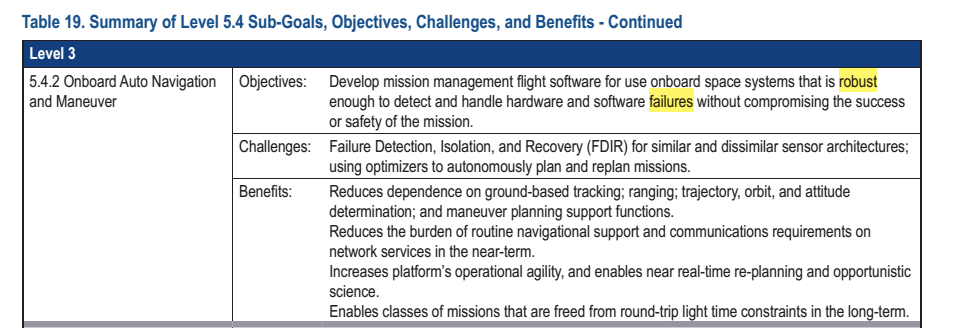 Table 19. Summary of Level 5.4 Sub-Goals, Objectives, Challenges, and Benefits - Continued
Level 3
5.4.2 Onboard Auto Navigation
and Maneuver
Objectives:
Develop mission management flight software for use onboard space systems that is robust
enough to detect and handle hardware and software failures without compromising the success
or safety of the mission.
Challenges:
Failure Detection, Isolation, and Recovery (FDIR) for similar and dissimilar sensor architectures;
using optimizers to autonomously plan and replan missions.
Benefits:
Reduces dependence on ground-based tracking; ranging; trajectory, orbit, and attitude
determination; and maneuver planning support functions.
Reduces the burden of routine navigational support and communications requirements on
network services in the near-term.
Increases platform's operational agility, and enables near real-time re-planning and opportunistic
science.
Enables classes of missions that are freed from round-trip light time constraints in the long-term.